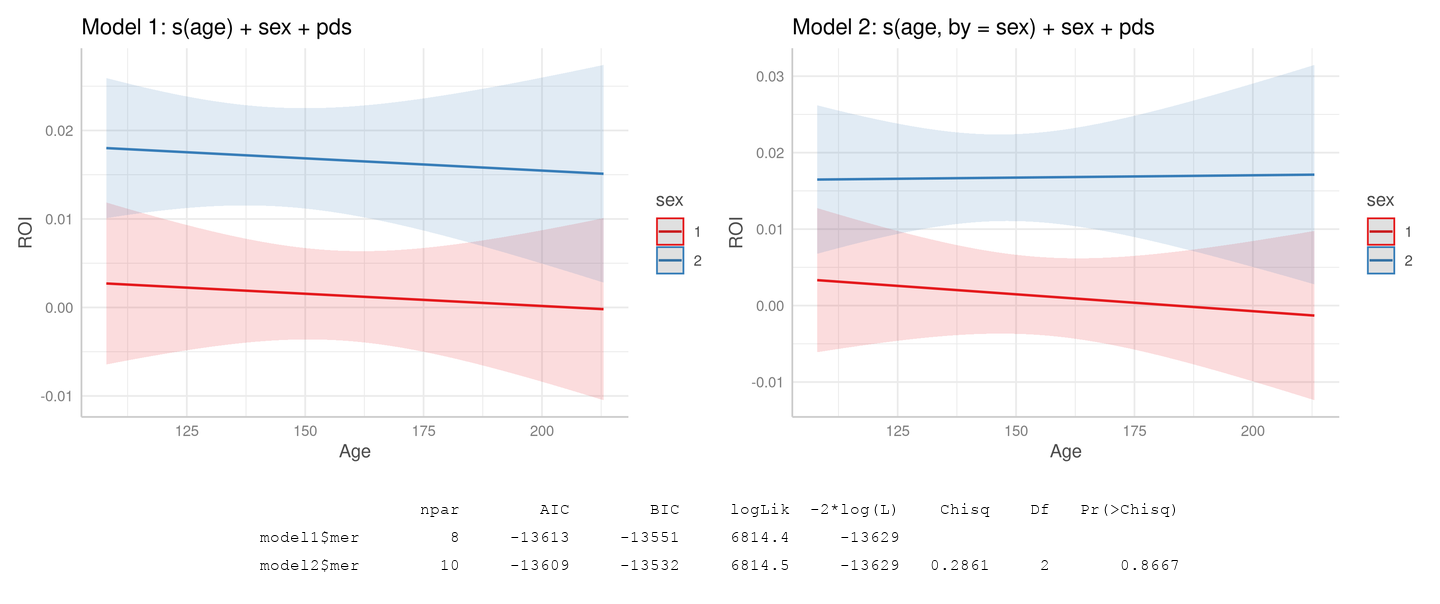 Model 1: s(age) + sex + pds
0.02
0.01
0.00
-0.01
ROI
125 150 175 200
Age
sex
1
2
Model 2: s(age, by = sex) + sex + pds
0.03
0.02
0.01
0.00
-0.01
ROI
125 150 175 200
Age
sex
1
2
npar AIC BIC logLik -2*log(L) Chisq Df Pr(>Chisq)
model1$mer 8 -13613 -13551 6814.4 -13629
model2$mer 10 -13609 -13532 6814.5 -13629 0.2861 2 0.8667